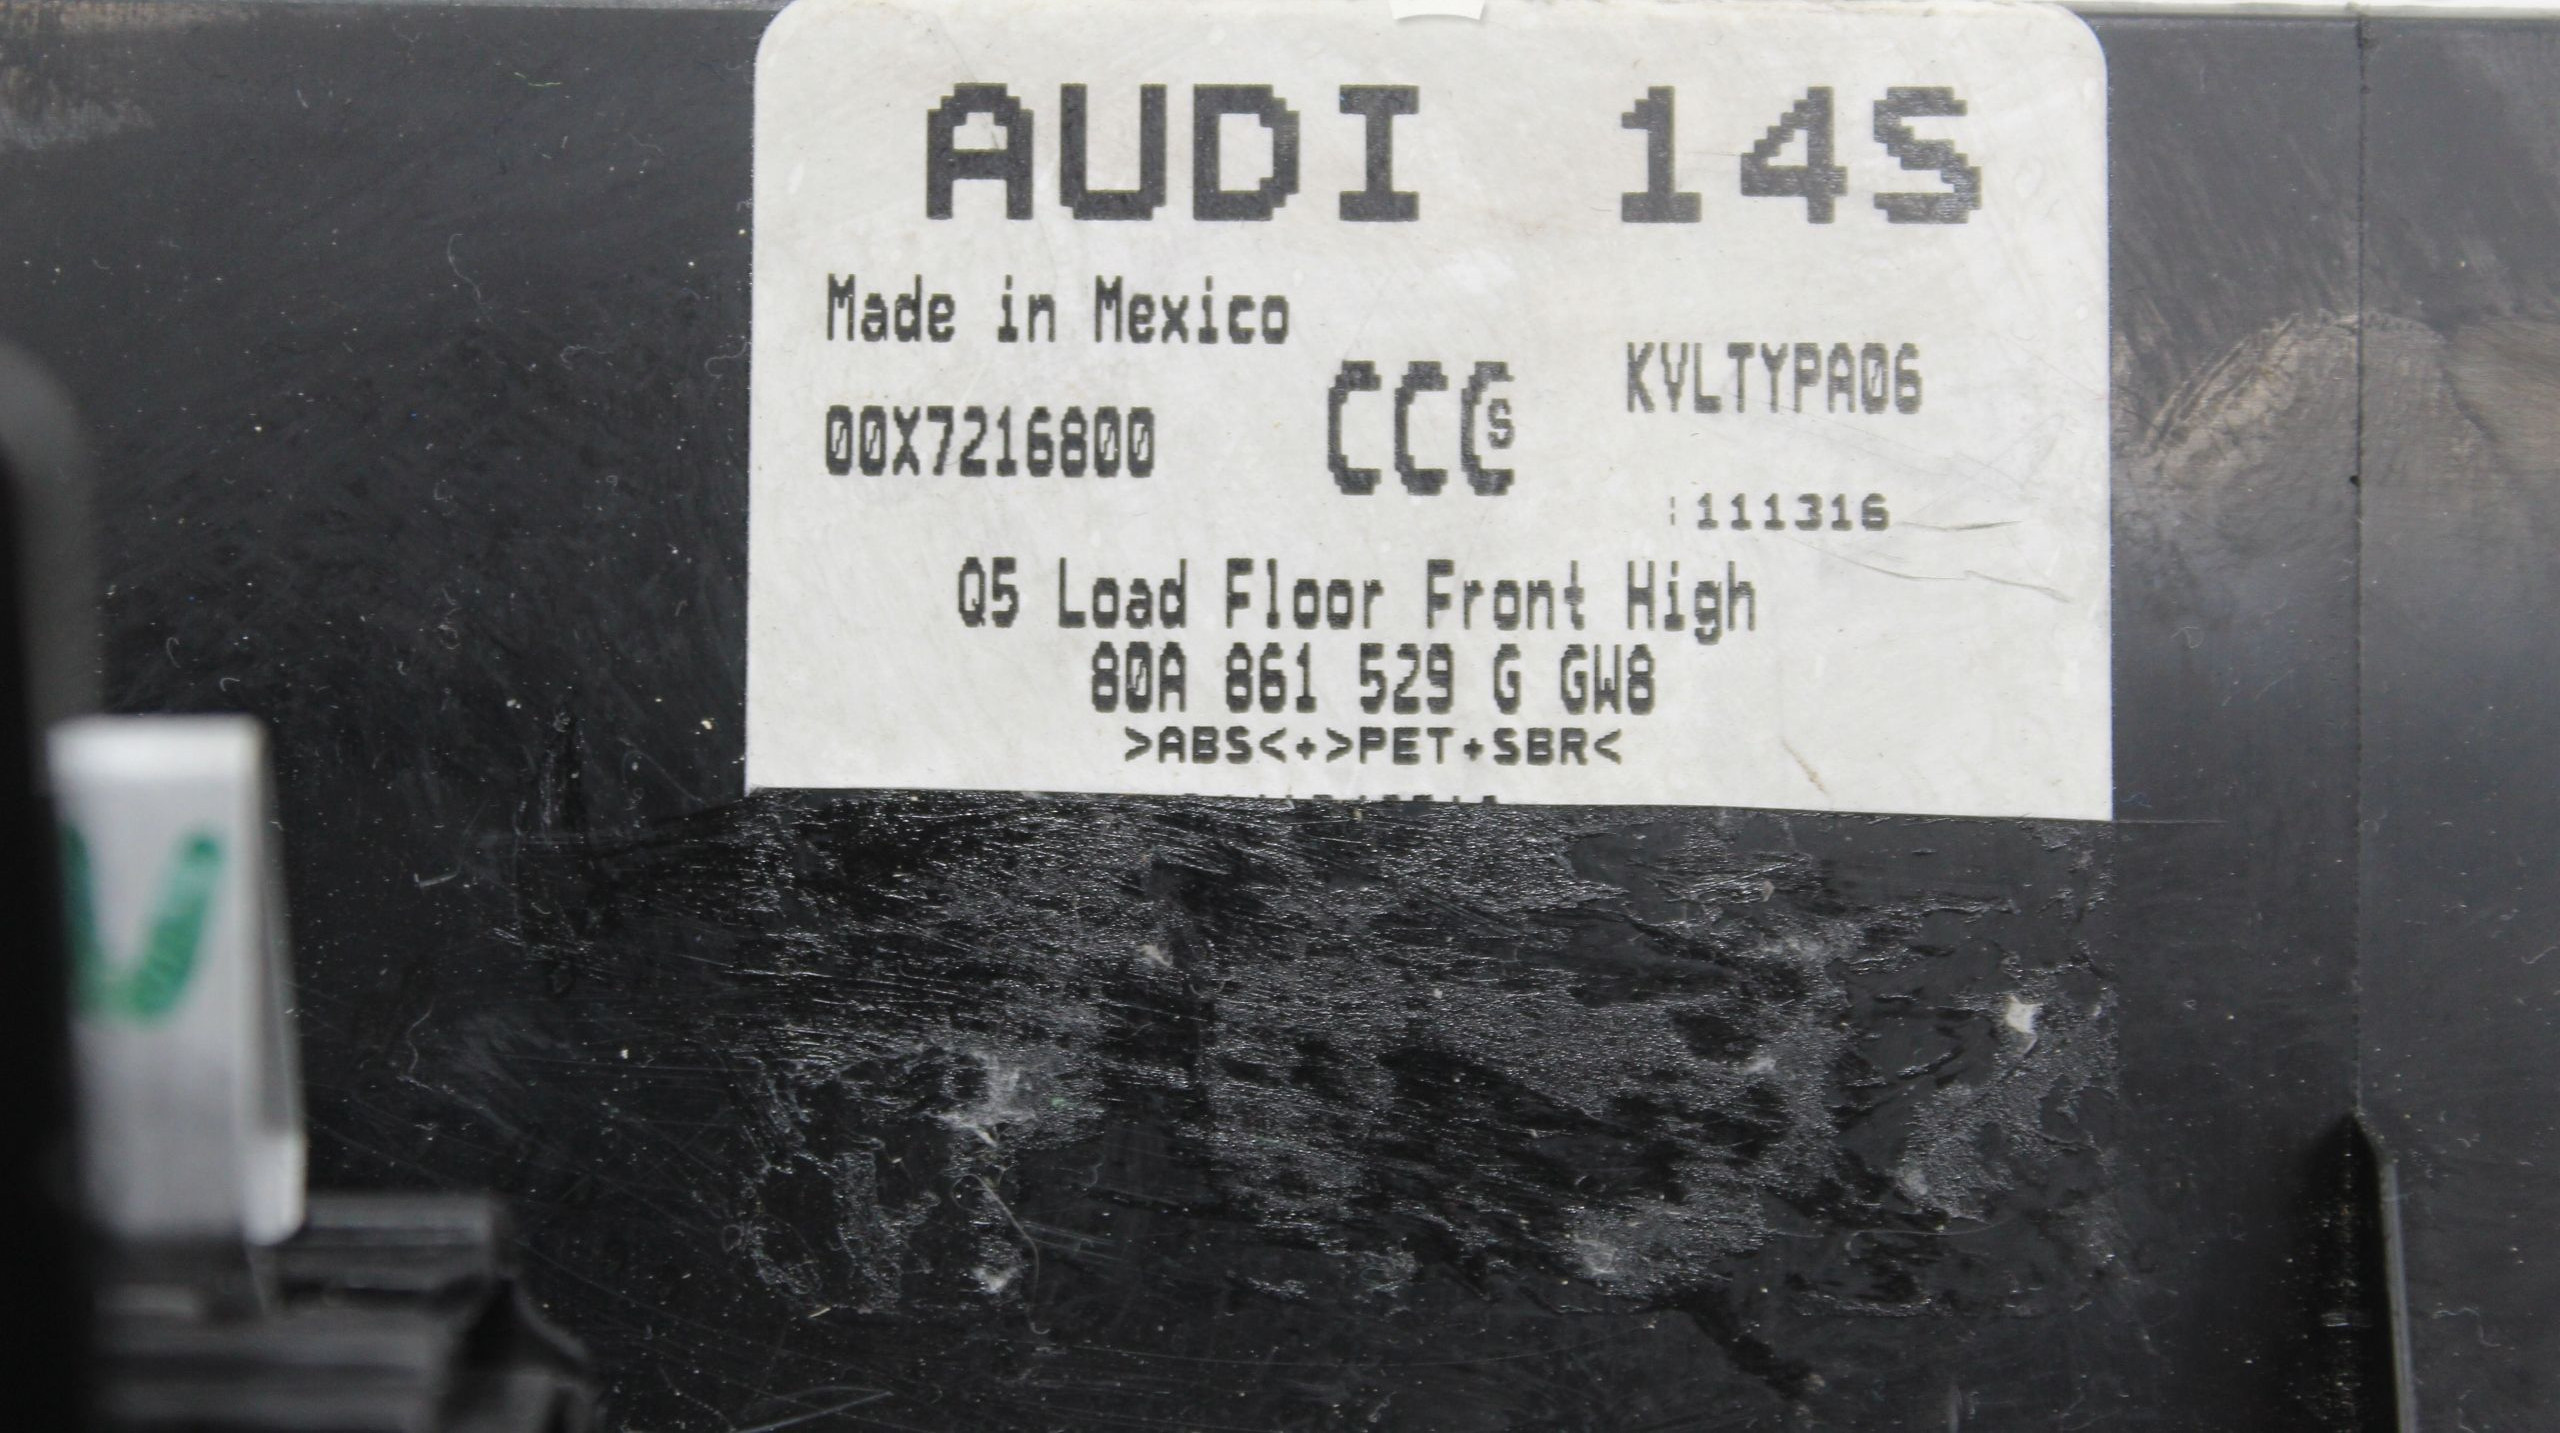 AUDI 14S
Made in Mexico
KVLTYPA06
00X7216800
CCCS
:111316
Q5 Load Floor Front High
80A 861 529 G GW8
>ABS<+>PET+SBR<
V